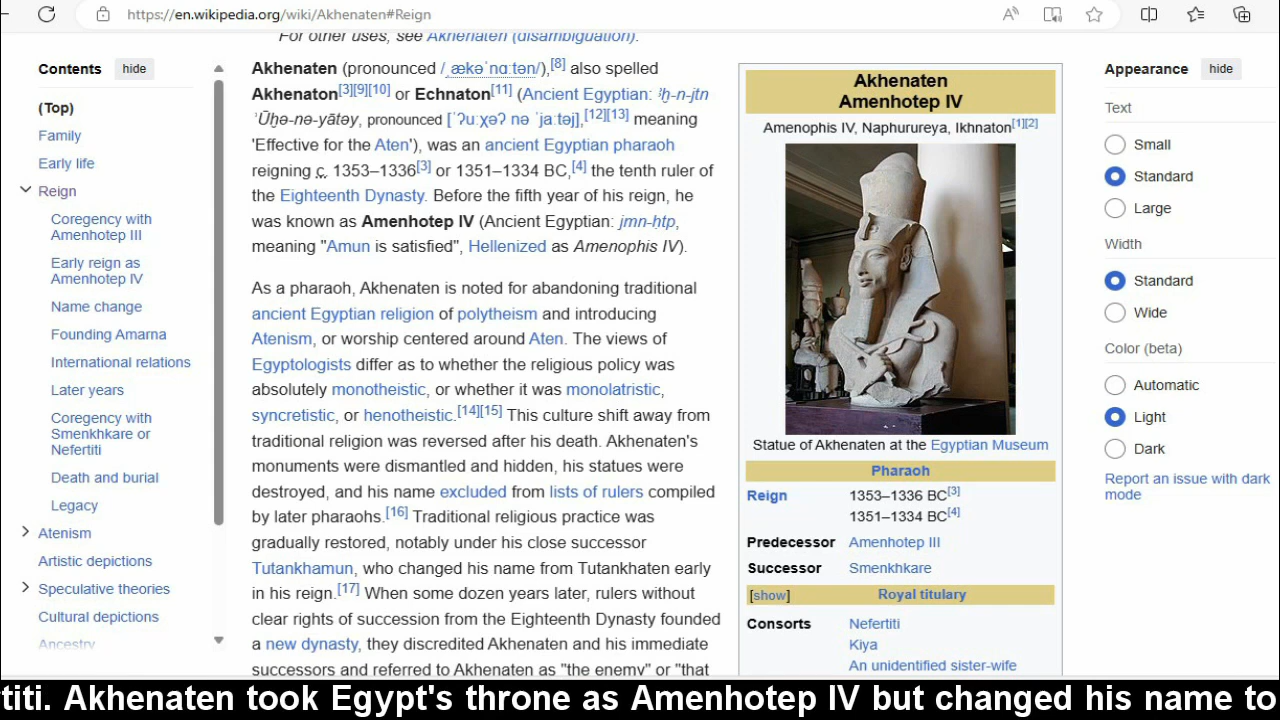 https://en.wikipedia.org/wiki/Akhenaten#Reign
For other uses, see Akhenaten (disambiguation).
Contents hide
(Top)
Family
Early life
Reign
Coregency with
Amenhotep III
Early reign as
Amenhotep IV
Name change
Founding Amarna
International relations
Later years
Coregency with
Smenkhkare or
Nefertiti
Death and burial
Legacy
Atenism
Artistic depictions
Speculative theories
Cultural depictions
Ancestry
Akhenaten (pronounced /ˌækəˈnɑːtən/),[8] also spelled
Akhenaton[3][9][10] or Echnaton[11] (Ancient Egyptian: ꜣḫ-n-jtn
ʾŪḫə-nə-yātəy, pronounced [ˈʔuːχəʔ nə ˈjaːtəj],[12][13] meaning
'Effective for the Aten'), was an ancient Egyptian pharaoh
reigning c. 1353–1336[3] or 1351–1334 BC,[4] the tenth ruler of
the Eighteenth Dynasty. Before the fifth year of his reign, he
was known as Amenhotep IV (Ancient Egyptian: jmn-ḥtp,
meaning "Amun is satisfied", Hellenized as Amenophis IV).
As a pharaoh, Akhenaten is noted for abandoning traditional
ancient Egyptian religion of polytheism and introducing
Atenism, or worship centered around Aten. The views of
Egyptologists differ as to whether the religious policy was
absolutely monotheistic, or whether it was monolatristic,
syncretistic, or henotheistic.[14][15] This culture shift away from
traditional religion was reversed after his death. Akhenaten's
monuments were dismantled and hidden, his statues were
destroyed, and his name excluded from lists of rulers compiled
by later pharaohs.[16] Traditional religious practice was
gradually restored, notably under his close successor
Tutankhamun, who changed his name from Tutankhaten early
in his reign.[17] When some dozen years later, rulers without
clear rights of succession from the Eighteenth Dynasty founded
a new dynasty, they discredited Akhenaten and his immediate
successors and referred to Akhenaten as "the enemy" or "that
Akhenaten
Amenhotep IV
Amenophis IV, Naphurureya, Ikhnaton[1][2]
Statue of Akhenaten at the Egyptian Museum
Pharaoh
Reign 1353–1336 BC[3]
1351–1334 BC[4]
Predecessor Amenhotep III
Successor Smenkhkare
[show] Royal titulary
Consorts Nefertiti
Kiya
An unidentified sister-wife
Appearance hide
Text
Small
Standard
Large
Width
Standard
Wide
Color (beta)
Automatic
Light
Dark
Report an issue with dark
mode
titi. Akhenaten took Egypt's throne as Amenhotep IV but changed his name to